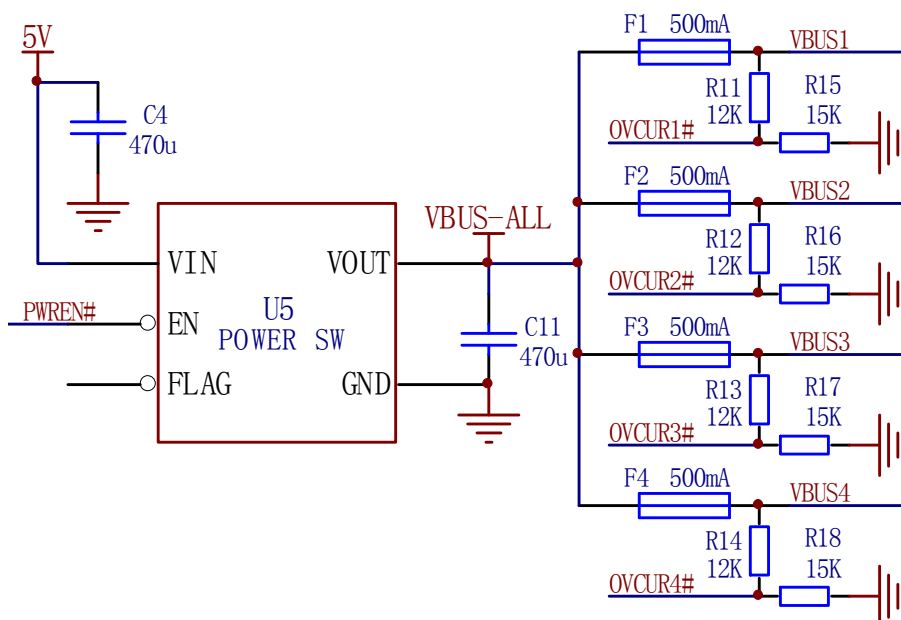 5V
C4
470u
VIN
VOUT
EN
FLAG
GND
U5
POWER SW
PWREN#
VBUS-ALL
C11
470u
F1 500mA
VBUS1
R11
12K
R15
15K
OVCUR1#
F2 500mA
VBUS2
R12
12K
R16
15K
OVCUR2#
F3 500mA
VBUS3
R13
12K
R17
15K
OVCUR3#
F4 500mA
VBUS4
R14
12K
R18
15K
OVCUR4#